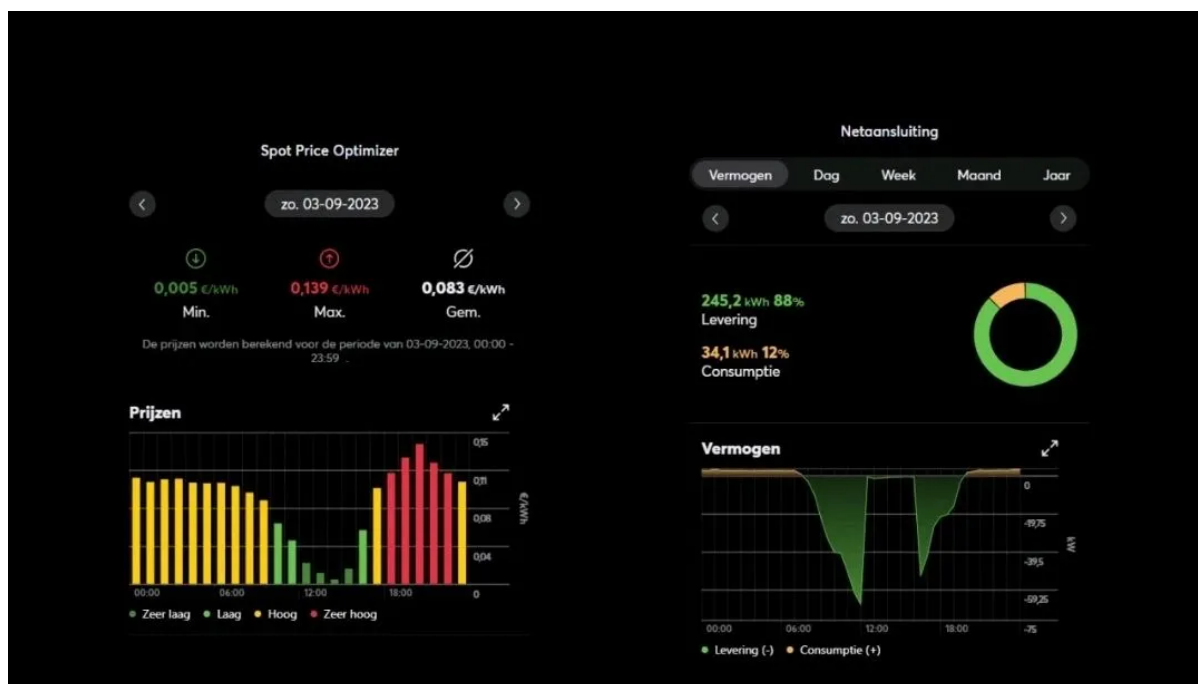 Spot Price Optimizer
zo. 03-09-2023
0,005 €/kWh
0,139 €/kWh
0,083 €/kWh
Min.
Max.
Gem.
De prijzen worden berekend voor de periode van 03-09-2023, 00:00 -
23:59 .
Prijzen
0,15
0,11
0,08
0,04
0
€/kWh
00:00
06:00
12:00
18:00
Zeer laag
Laag
Hoog
Zeer hoog
Netaansluiting
Vermogen
Dag
Week
Maand
Jaar
zo. 03-09-2023
245,2 kWh 88%
Levering
34,1 kWh 12%
Consumptie
Vermogen
0
-19,75
-39,5
-59,25
-75
kW
00:00
06:00
12:00
18:00
Levering (-)
Consumptie (+)